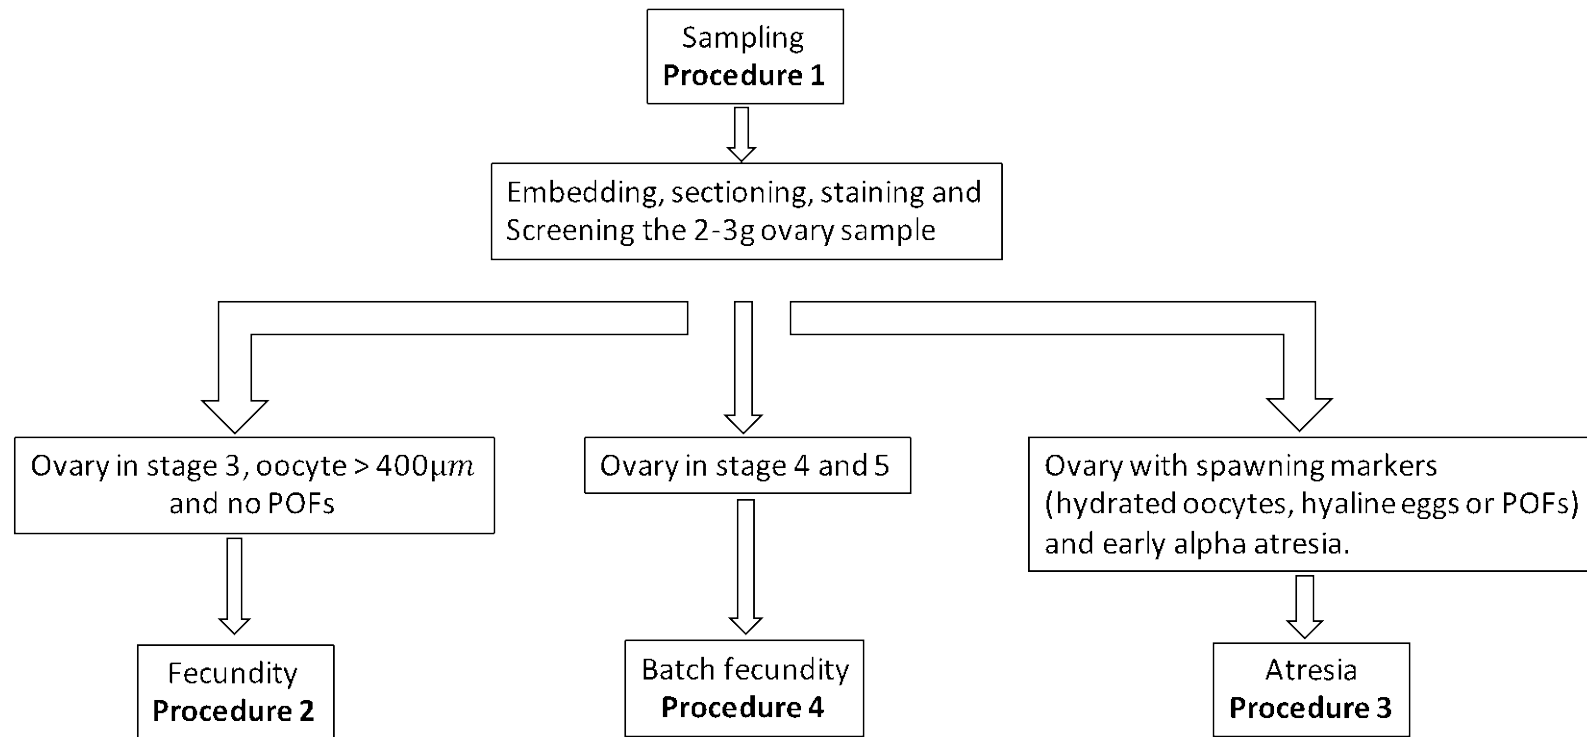 Sampling
Procedure 1
Embedding, sectioning, staining and
Screening the 2-3g ovary sample
Ovary in stage 3, oocyte > 400μm
and no POFs
Ovary in stage 4 and 5
Ovary with spawning markers
(hydrated oocytes, hyaline eggs or POFs)
and early alpha atresia.
Fecundity
Procedure 2
Batch fecundity
Procedure 4
Atresia
Procedure 3